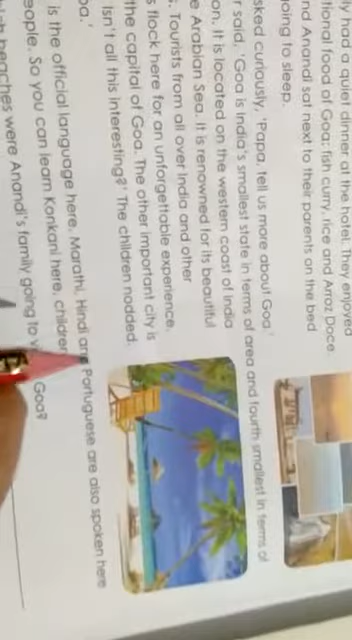 ly had a quiet dinner at the hotel. They enjoyed
tional food of Goa: fish curry, rice and Arroz Doce.
nd Anandi sat next to their parents on the bed
going to sleep.
sked curiously, 'Papa, tell us more about Goa.'
r said, 'Goa is India's smallest state in terms of area and fourth smallest in terms of
on. It is located on the western coast of India
e Arabian Sea. It is renowned for its beautiful
s. Tourists from all over India and other
s flock here for an unforgettable experience.
the capital of Goa. The other important city is
Isn't all this interesting?' The children nodded.
oa.'
is the official language here. Marathi, Hindi and Portuguese are also spoken here
eople. So you can learn Konkani here, children
beaches were Anandi's family going to Goa?